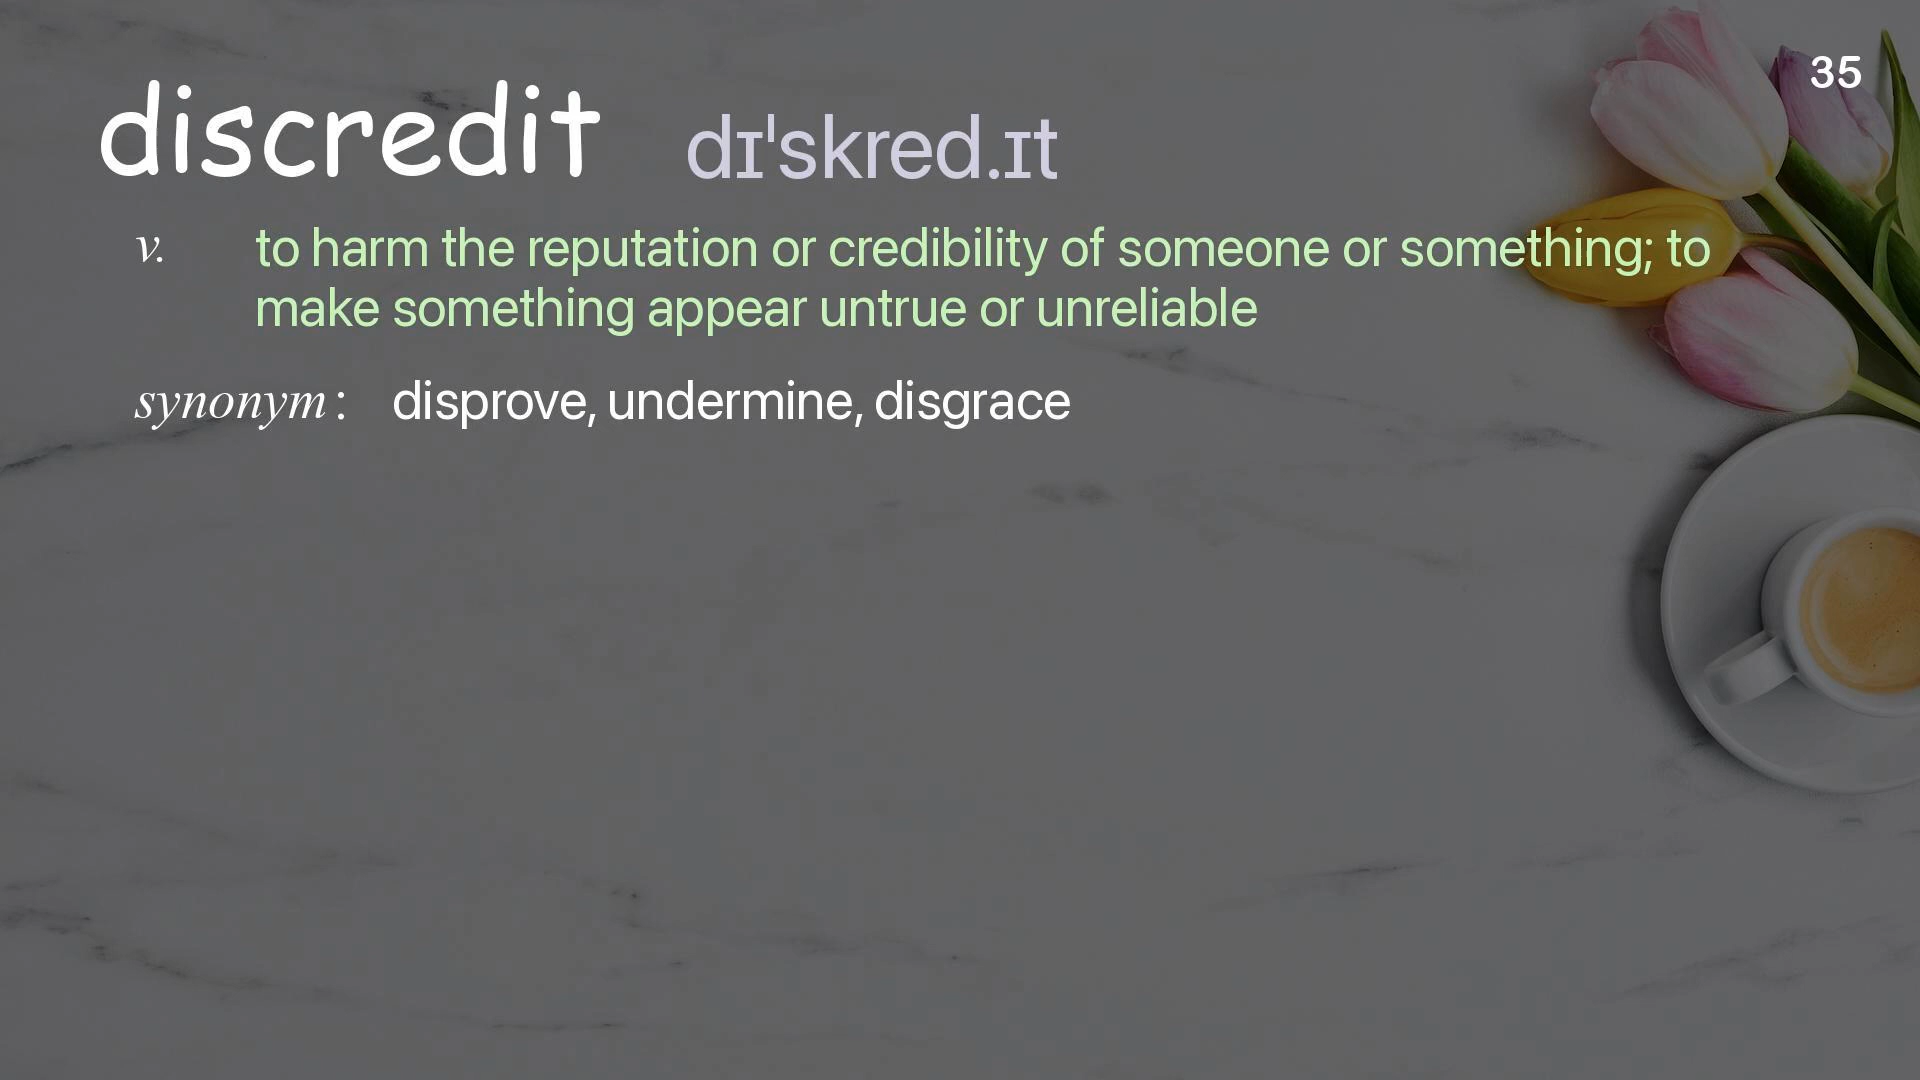 35
discredit dɪˈskred.ɪt
v. to harm the reputation or credibility of someone or something; to
make something appear untrue or unreliable
synonym : disprove, undermine, disgrace